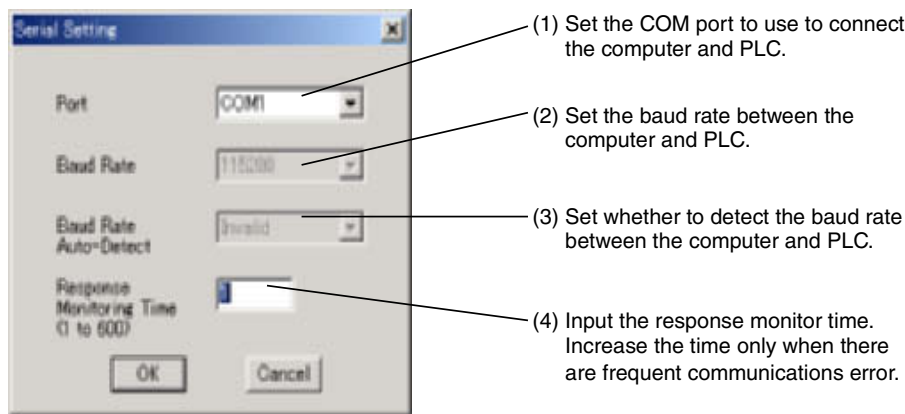 Serial Setting
(1) Set the COM port to use to connect
the computer and PLC.
Port
COM1
(2) Set the baud rate between the
computer and PLC.
Baud Rate
115200
(3) Set whether to detect the baud rate
between the computer and PLC.
Baud Rate
Auto-Detect
Invalid
Response
Monitoring Time
(1 to 600)
(4) Input the response monitor time.
Increase the time only when there
are frequent communications error.
OK
Cancel